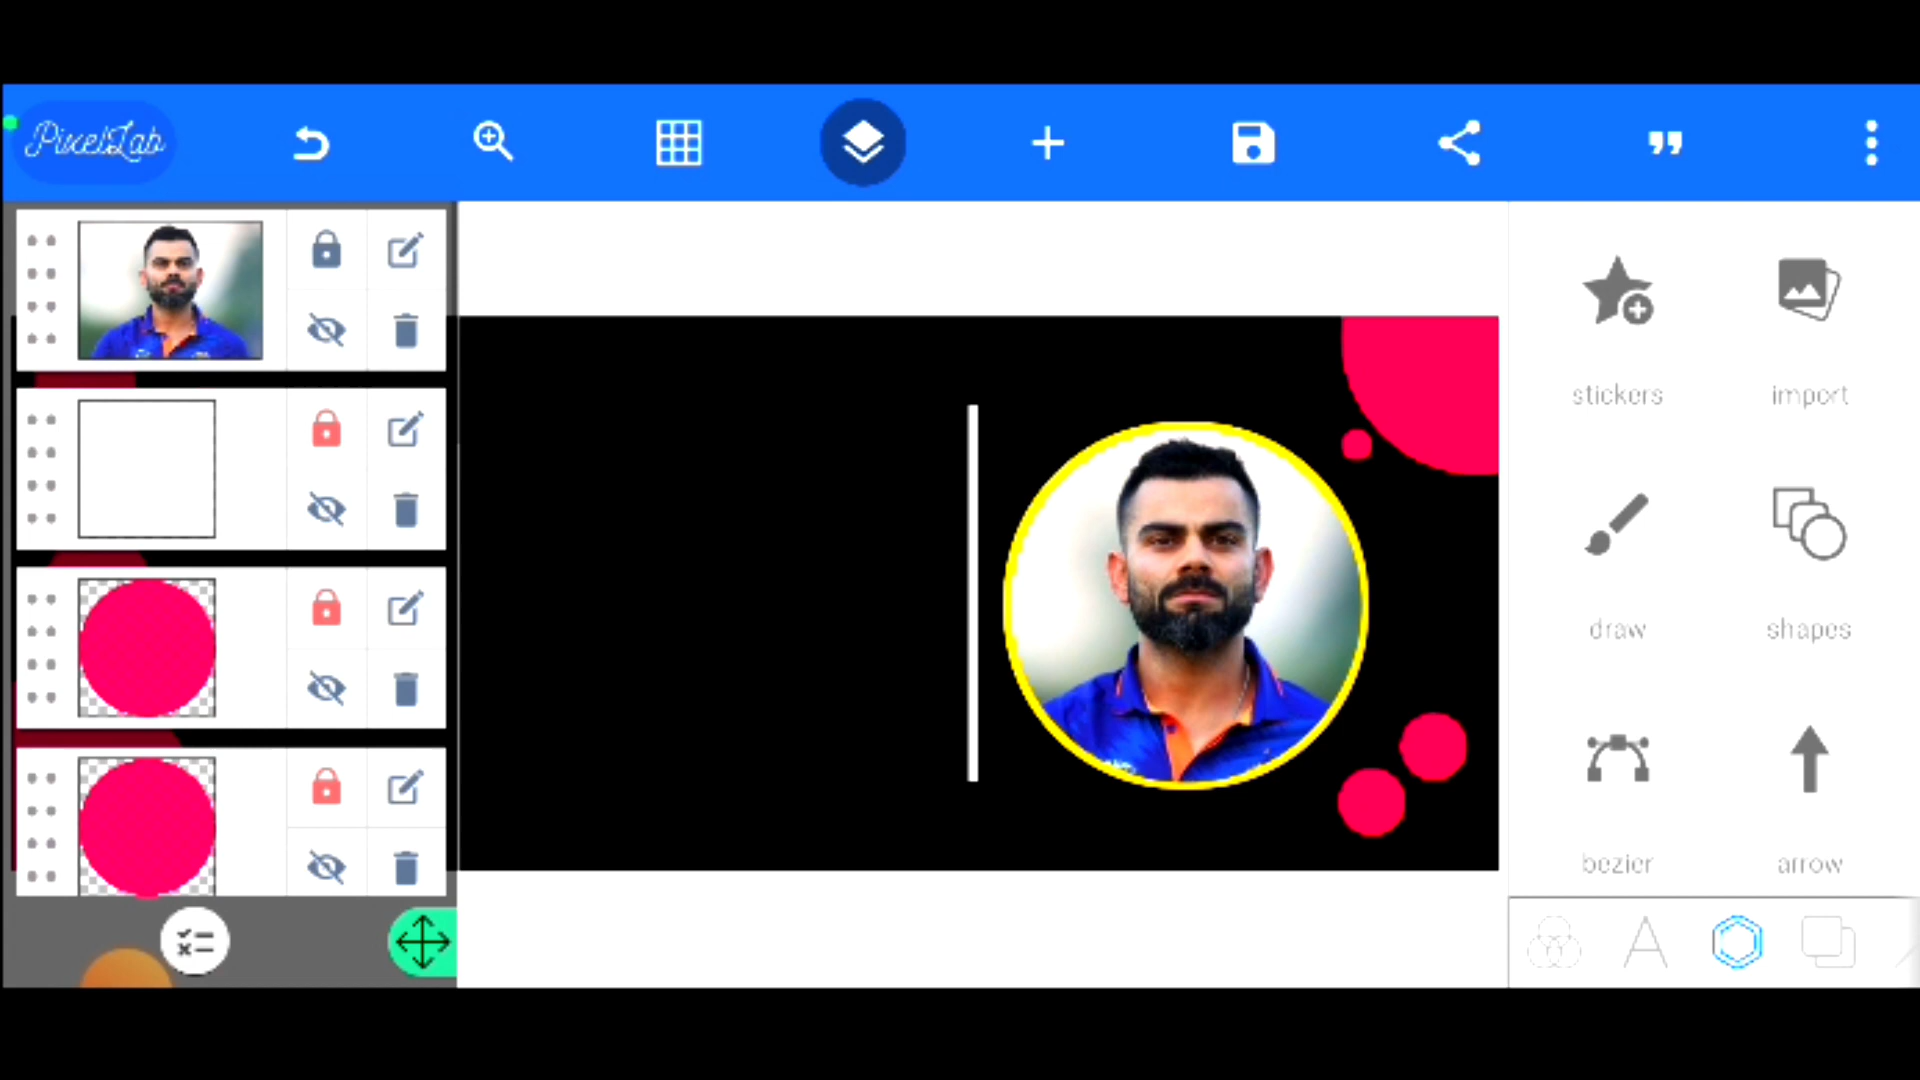 PixelLab
stickers
import
draw
shapes
bezier
arrow